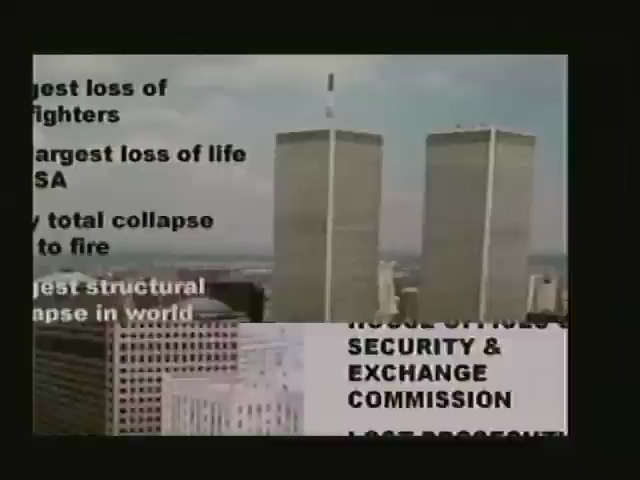 gest loss of
fighters
argest loss of life
SA
y total collapse
to fire
gest structural
apse in world
SECURITY &
EXCHANGE
COMMISSION